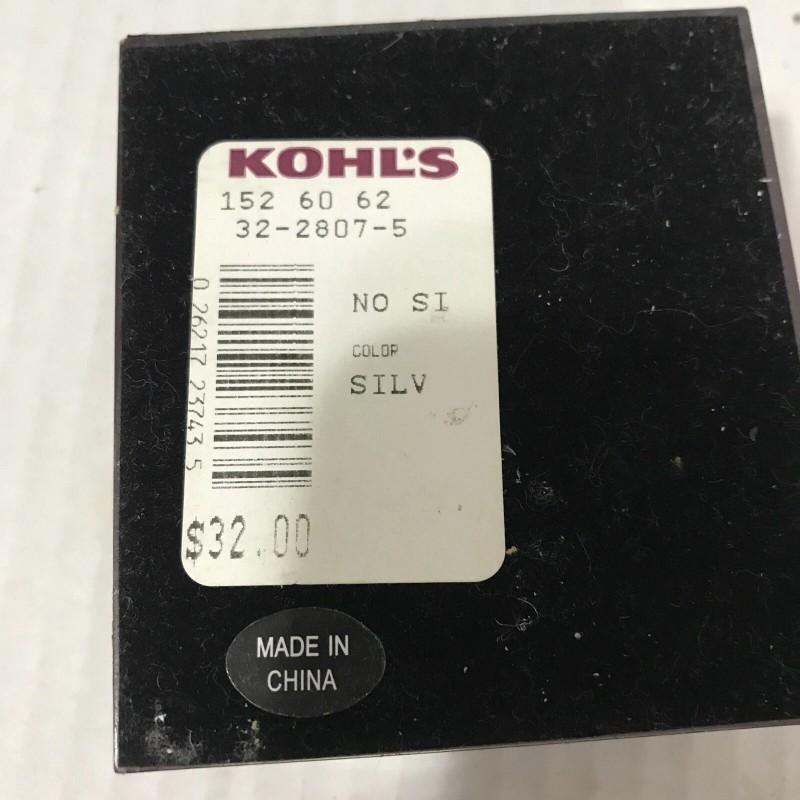 KOHL'S
152 60 62
32-2807-5
0 26217 23743 5
NO SI
COLOR
SILV
$32.00
MADE IN
CHINA